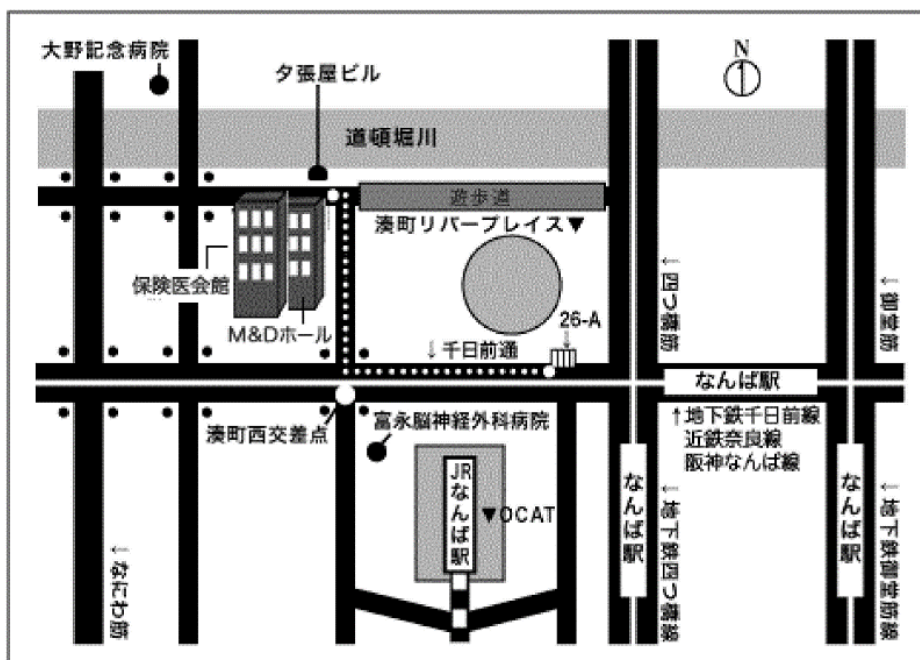 大野記念病院
夕張屋ビル
N
道頓堀川
遊歩道
湊町リバープレイス▼
保険医会館
M&Dホール
26-A
↓
↓千日前通
←四つ橋筋
←御堂筋
なんば駅
湊町西交差点
富永脳神経外科病院
↑地下鉄千日前線
近鉄奈良線
阪神なんば線
JRなんば駅
▼OCAT
なんば駅
なんば駅
←なにわ筋
←地下鉄四つ橋線
←地下鉄御堂筋線